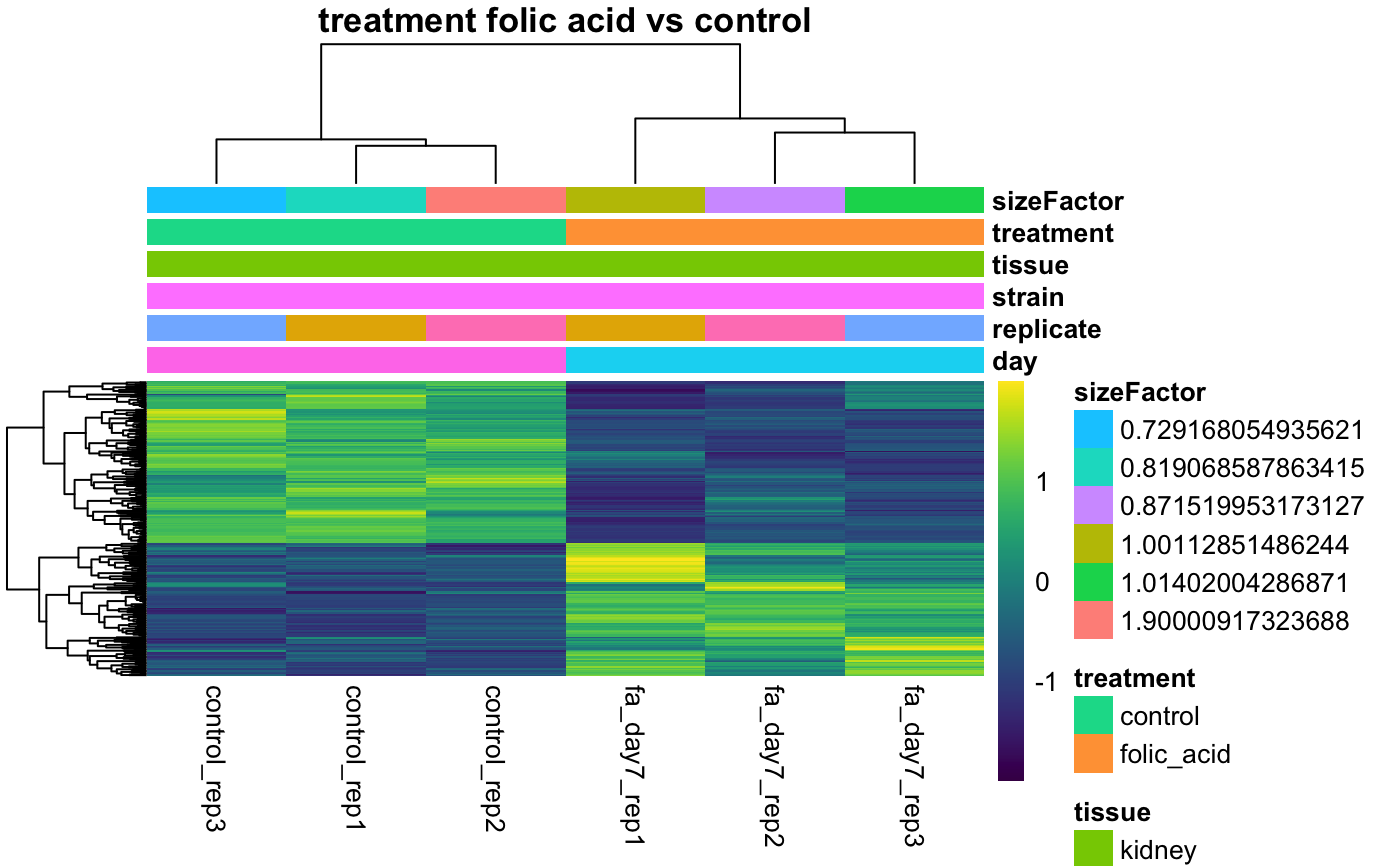 treatment folic acid vs control
sizeFactor
treatment
tissue
strain
replicate
day
1
0
-1
sizeFactor
0.729168054935621
0.819068587863415
0.871519953173127
1.00112851486244
1.01402004286871
1.90000917323688
treatment
control
folic_acid
tissue
kidney
control_rep3
control_rep1
control_rep2
fa_day7_rep1
fa_day7_rep2
fa_day7_rep3